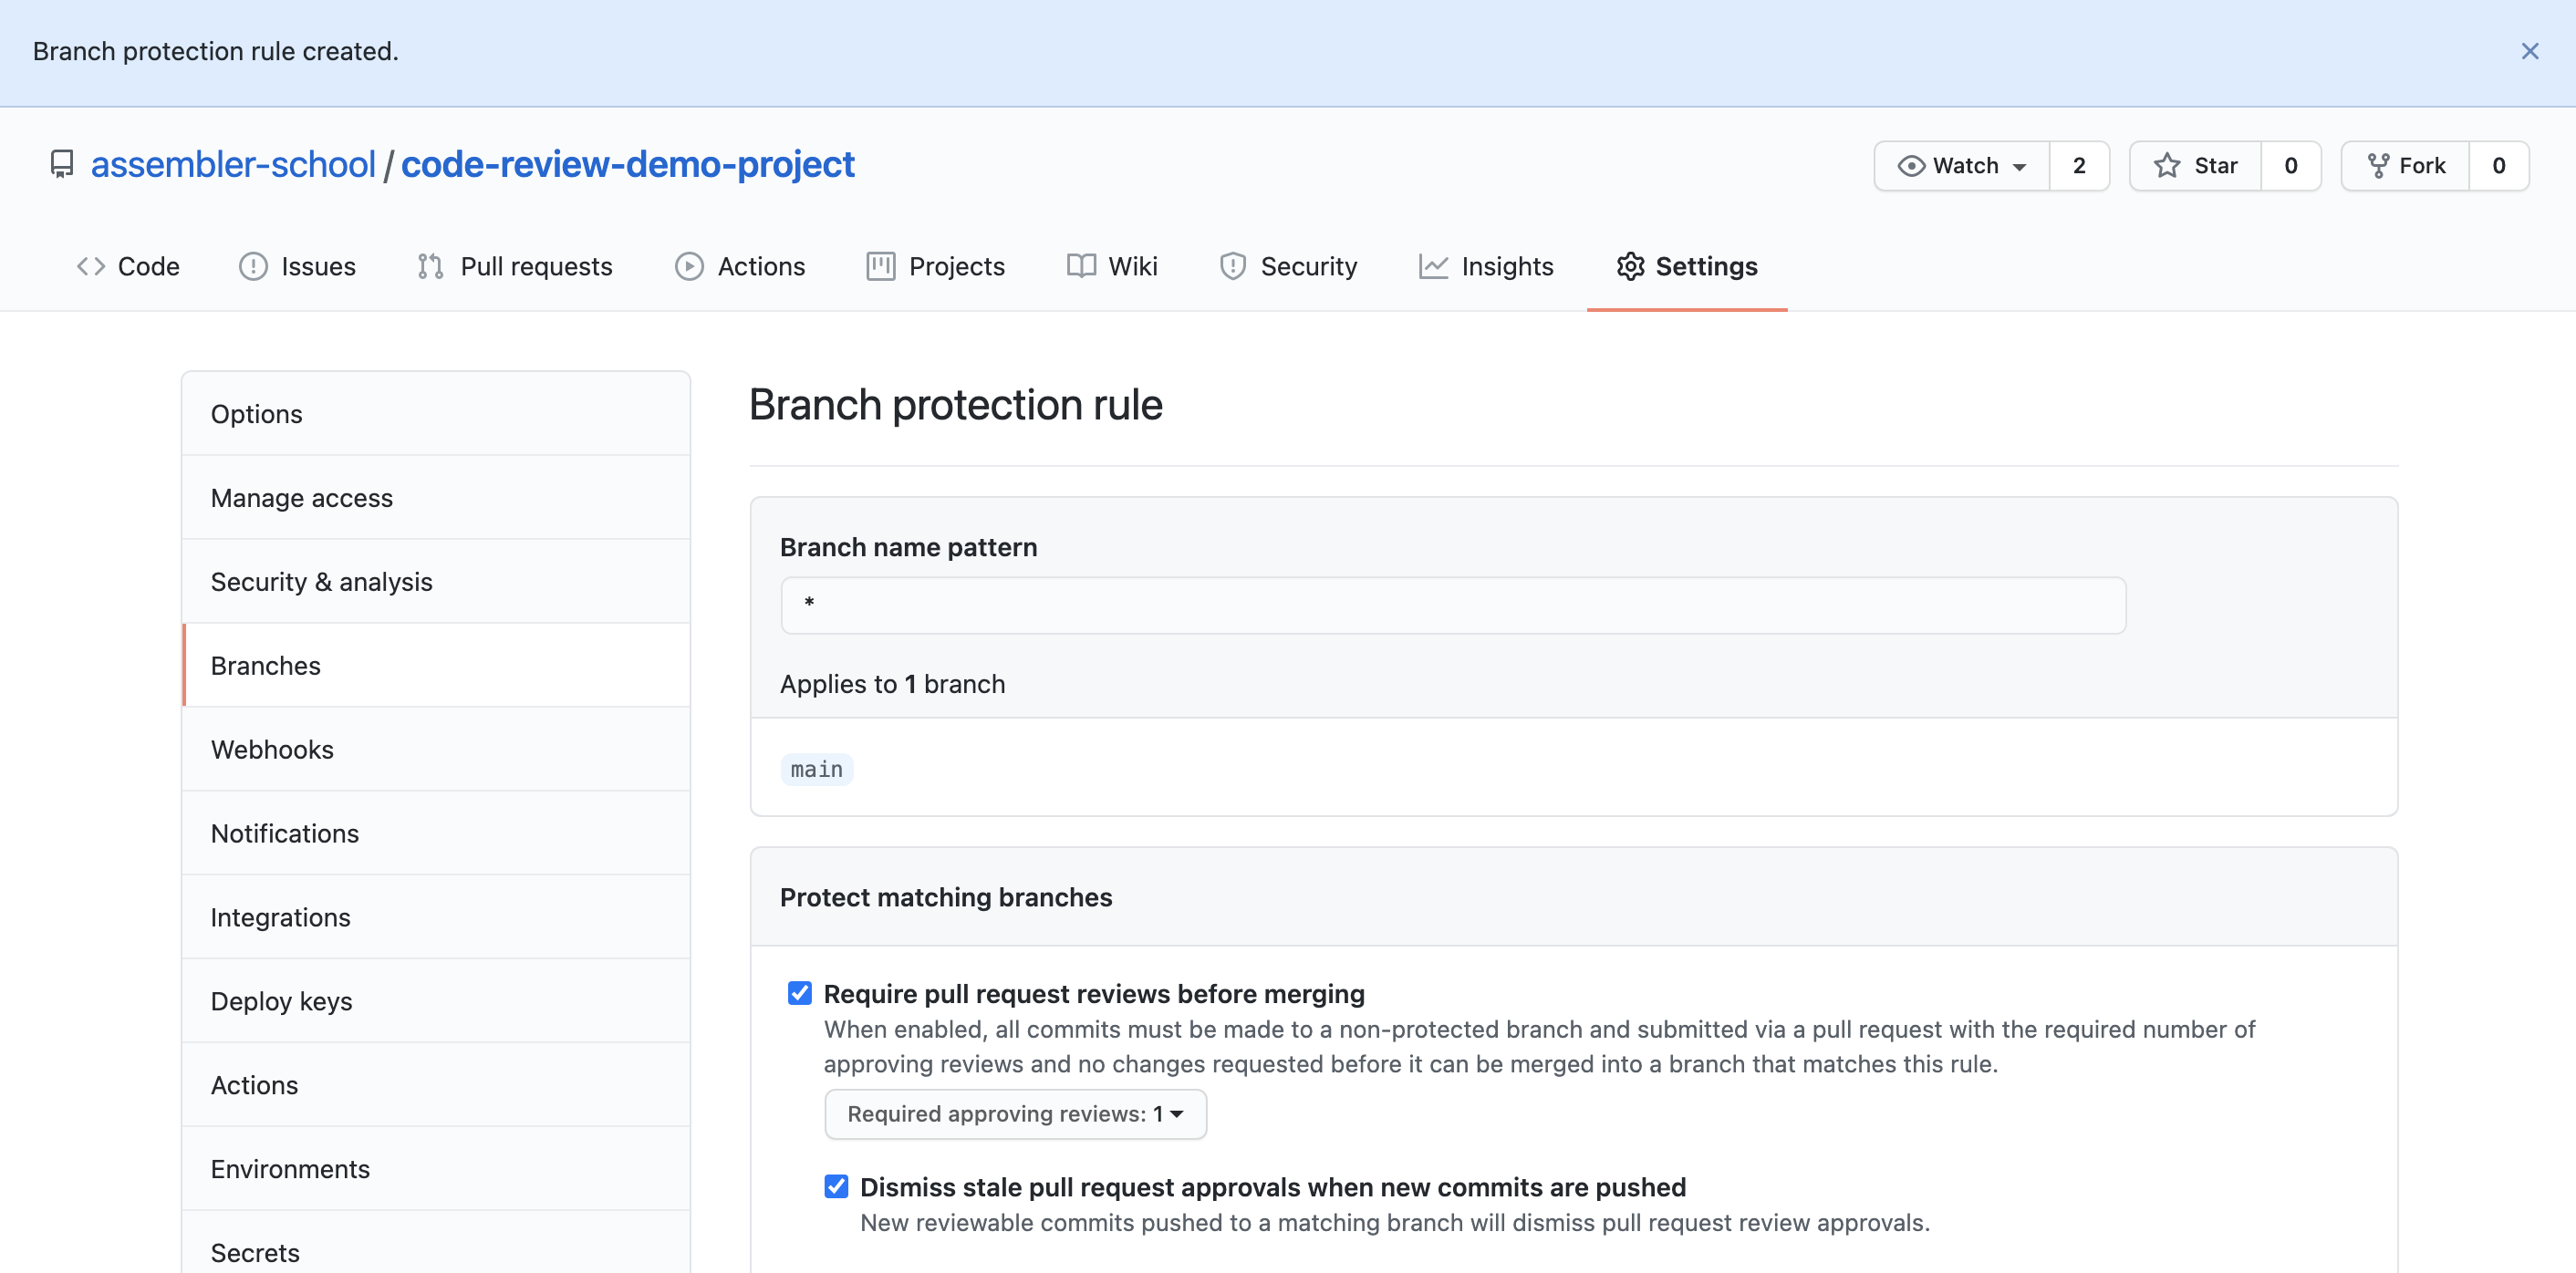 Branch protection rule created.
assembler-school / code-review-demo-project
Watch 2 Star 0 Fork 0
Code Issues Pull requests Actions Projects Wiki Security Insights Settings
Options
Manage access
Security & analysis
Branches
Webhooks
Notifications
Integrations
Deploy keys
Actions
Environments
Secrets
Branch protection rule
Branch name pattern
*
Applies to 1 branch
main
Protect matching branches
Require pull request reviews before merging
When enabled, all commits must be made to a non-protected branch and submitted via a pull request with the required number of
approving reviews and no changes requested before it can be merged into a branch that matches this rule.
Required approving reviews: 1
Dismiss stale pull request approvals when new commits are pushed
New reviewable commits pushed to a matching branch will dismiss pull request review approvals.